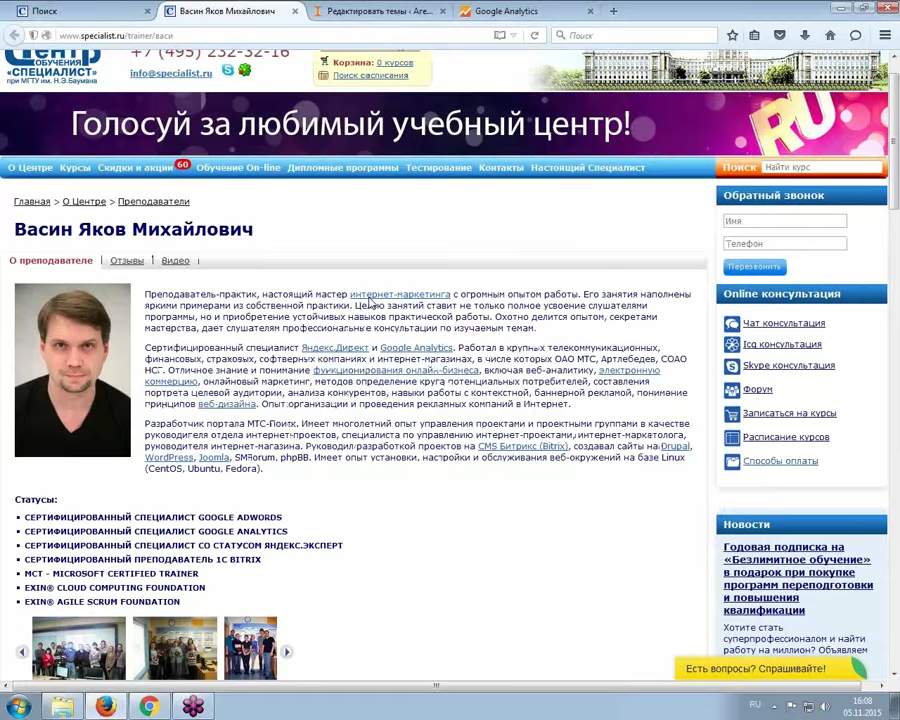 Поиск
Васин Яков Михайлович
Редактировать темы ‹ Are...
Google Analytics
www.specialist.ru/trainer/васи
Поиск
Центр
ОБУЧЕНИЯ
«СПЕЦИАЛИСТ»
при МГТУ им. Н.Э.Баумана
+7 (495) 232-32-16
info@specialist.ru
Корзина: 0 курсов
Поиск расписания
Голосуй за любимый учебный центр!
RU
О Центре Курсы Скидки и акции 60 Обучение On-line Дипломные программы Тестирование Контакты Настоящий Специалист
Поиск Найти курс
Главная > О Центре > Преподаватели
Васин Яков Михайлович
О преподавателе | Отзывы | Видео
Преподаватель-практик, настоящий мастер интернет-маркетинга с огромным опытом работы. Его занятия наполнены
яркими примерами из собственной практики. Целью занятий ставит не только полное усвоение слушателями
программы, но и приобретение устойчивых навыков практической работы. Охотно делится опытом, секретами
мастерства, дает слушателям профессиональные консультации по изучаемым темам.
Сертифицированный специалист Яндекс.Директ и Google Analytics. Работал в крупных телекоммуникационных,
финансовых, страховых, софтверных компаниях и интернет-магазинах, в числе которых ОАО МТС, Артлебедев, СОАО
НСГ. Отличное знание и понимание функционирования онлайн-бизнеса, включая веб-аналитику, электронную
коммерцию, онлайновый маркетинг, методов определение круга потенциальных потребителей, составления
портрета целевой аудитории, анализа конкурентов, навыки работы с контекстной, баннерной рекламой, понимание
принципов веб-дизайна. Опыт организации и проведения рекламных компаний в Интернет.
Разработчик портала МТС-Поиск. Имеет многолетний опыт управления проектами и проектными группами в качестве
руководителя отдела интернет-проектов, специалиста по управлению интернет-проектами, интернет-маркетолога,
руководителя интернет-магазина. Руководил разработкой проектов на CMS Битрикс (Bitrix), создавал сайты на Drupal,
WordPress, Joomla, SMForum, phpBB. Имеет опыт установки, настройки и обслуживания веб-окружений на базе Linux
(CentOS, Ubuntu, Fedora).
Статусы:
СЕРТИФИЦИРОВАННЫЙ СПЕЦИАЛИСТ GOOGLE ADWORDS
СЕРТИФИЦИРОВАННЫЙ СПЕЦИАЛИСТ GOOGLE ANALYTICS
СЕРТИФИЦИРОВАННЫЙ СПЕЦИАЛИСТ СО СТАТУСОМ ЯНДЕКС.ЭКСПЕРТ
СЕРТИФИЦИРОВАННЫЙ ПРЕПОДАВАТЕЛЬ 1С BITRIX
MCT - MICROSOFT CERTIFIED TRAINER
EXIN® CLOUD COMPUTING FOUNDATION
EXIN® AGILE SCRUM FOUNDATION
Обратный звонок
Имя
Телефон
Перезвонить
Online консультация
Чат консультация
Icq консультация
Skype консультация
Форум
Записаться на курсы
Расписание курсов
Способы оплаты
Новости
Годовая подписка на
«Безлимитное обучение»
в подарок при покупке
программ переподготовки
и повышения
квалификации
Хотите стать
суперпрофессионалом и найти
работу на миллион? Объявляем
Есть вопросы? Спрашивайте!
RU
16:08
05.11.2015